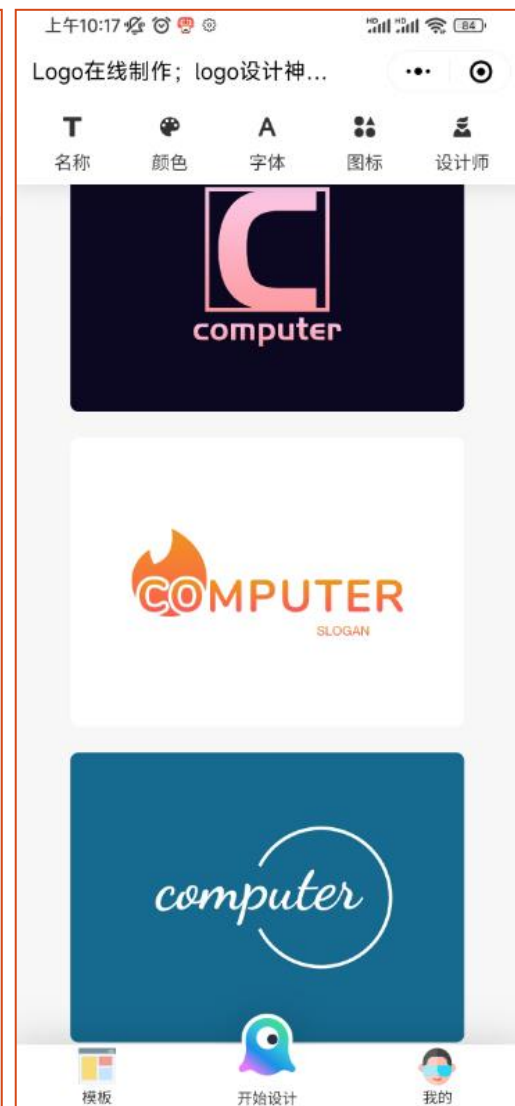 上午10:17
84
Logo在线制作；logo设计神...
T
A
名称
颜色
字体
图标
设计师
C
computer
COMPUTER
SLOGAN
computer
模板
开始设计
我的